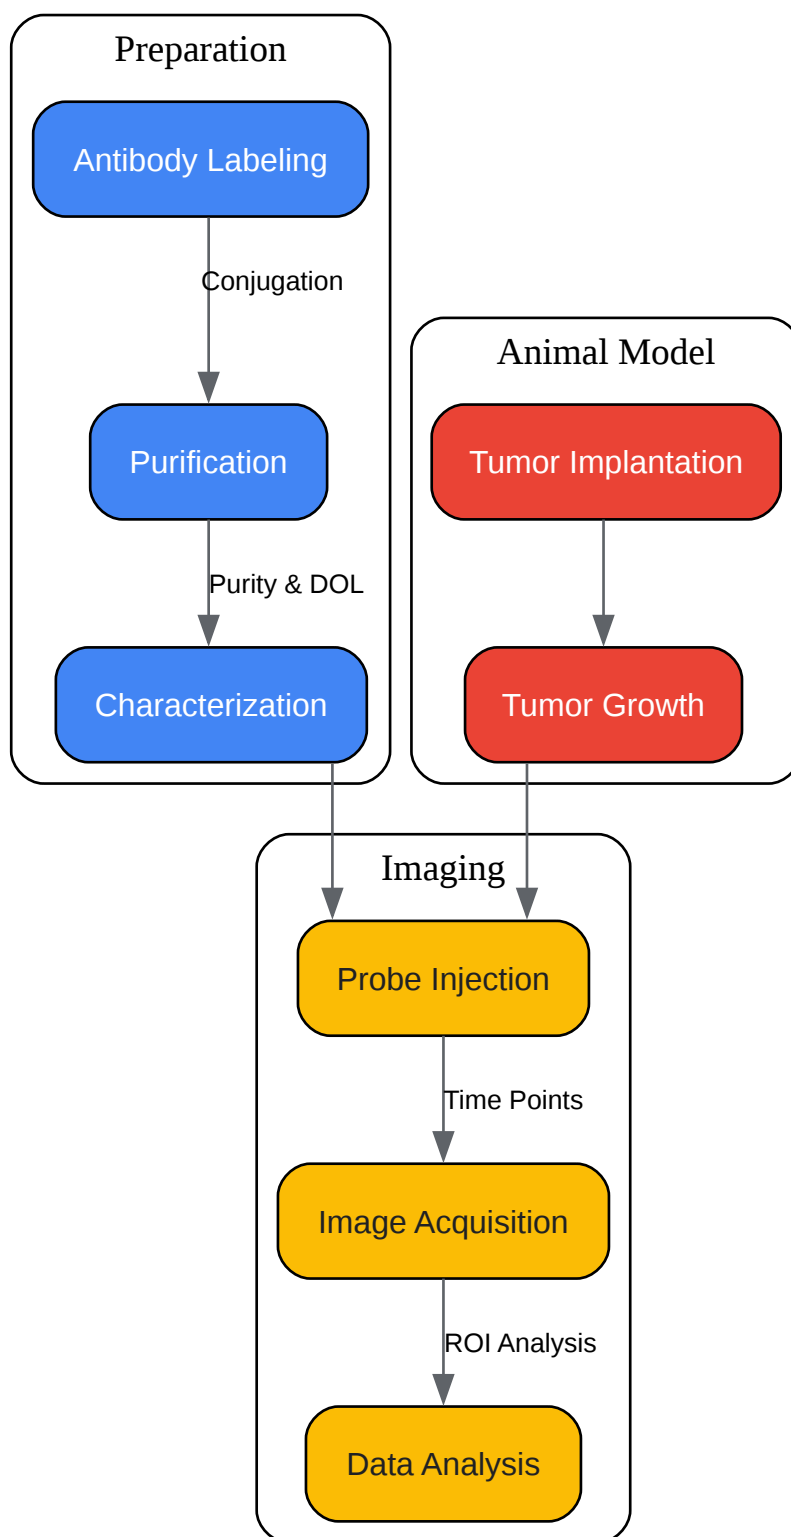 Preparation
Antibody Labeling
Conjugation
Purification
Purity & DOL
Characterization
Animal Model
Tumor Implantation
Tumor Growth
Imaging
Probe Injection
Time Points
Image Acquisition
ROI Analysis
Data Analysis